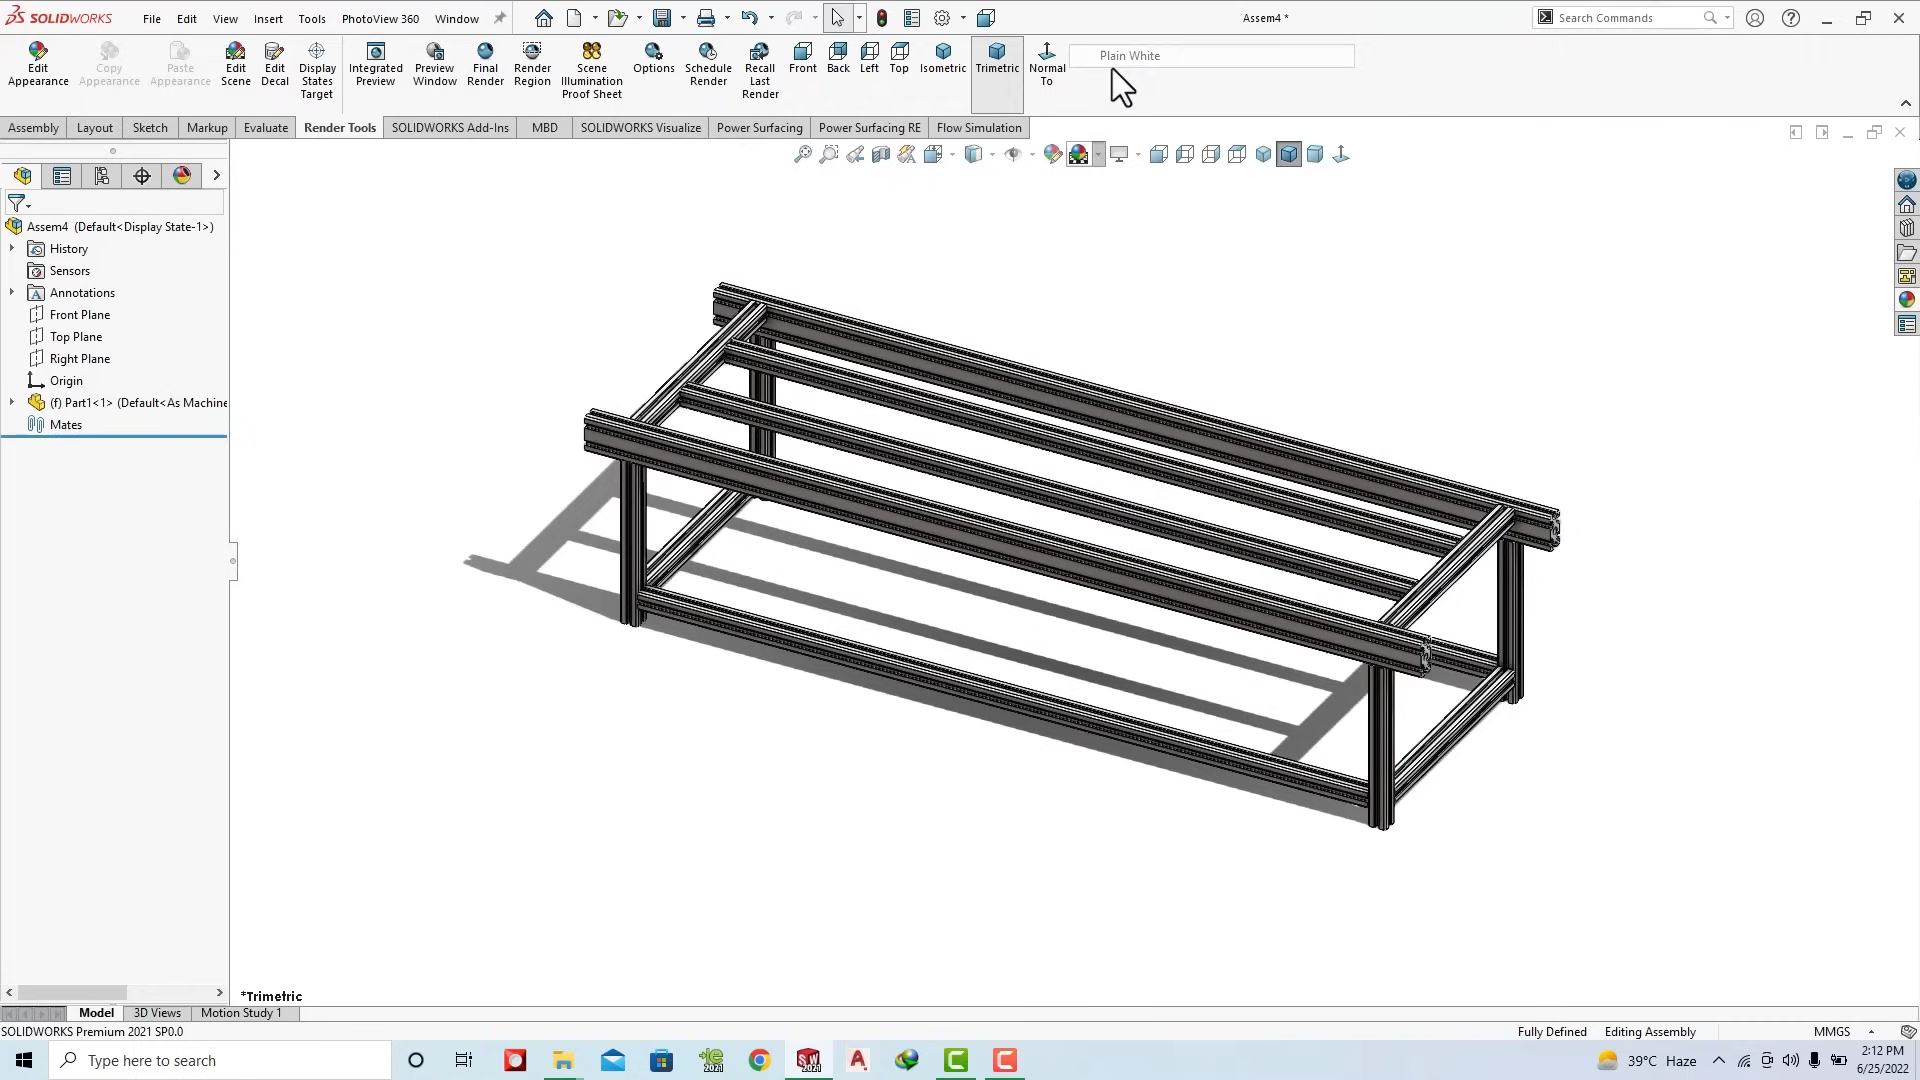 SOLIDWORKS File Edit View Insert Tools PhotoView 360 Window Assem4 * Search Commands
Plain White
Edit Appearance
Copy Appearance
Paste Appearance
Edit Scene
Edit Decal
Display States Target
Integrated Preview
Preview Window
Final Render
Render Region
Scene Illumination Proof Sheet
Options
Schedule Render
Recall Last Render
Front
Back
Left
Top
Isometric
Trimetric
Normal To
Assembly Layout Sketch Markup Evaluate Render Tools SOLIDWORKS Add-Ins MBD SOLIDWORKS Visualize Power Surfacing Power Surfacing RE Flow Simulation
Assem4 (Default<Display State-1>)
History
Sensors
Annotations
Front Plane
Top Plane
Right Plane
Origin
(f) Part1<1> (Default<As Machine
Mates
*Trimetric
Model 3D Views Motion Study 1
SOLIDWORKS Premium 2021 SP0.0 Fully Defined Editing Assembly MMGS
Type here to search 39°C Haze 2:12 PM
6/25/2022